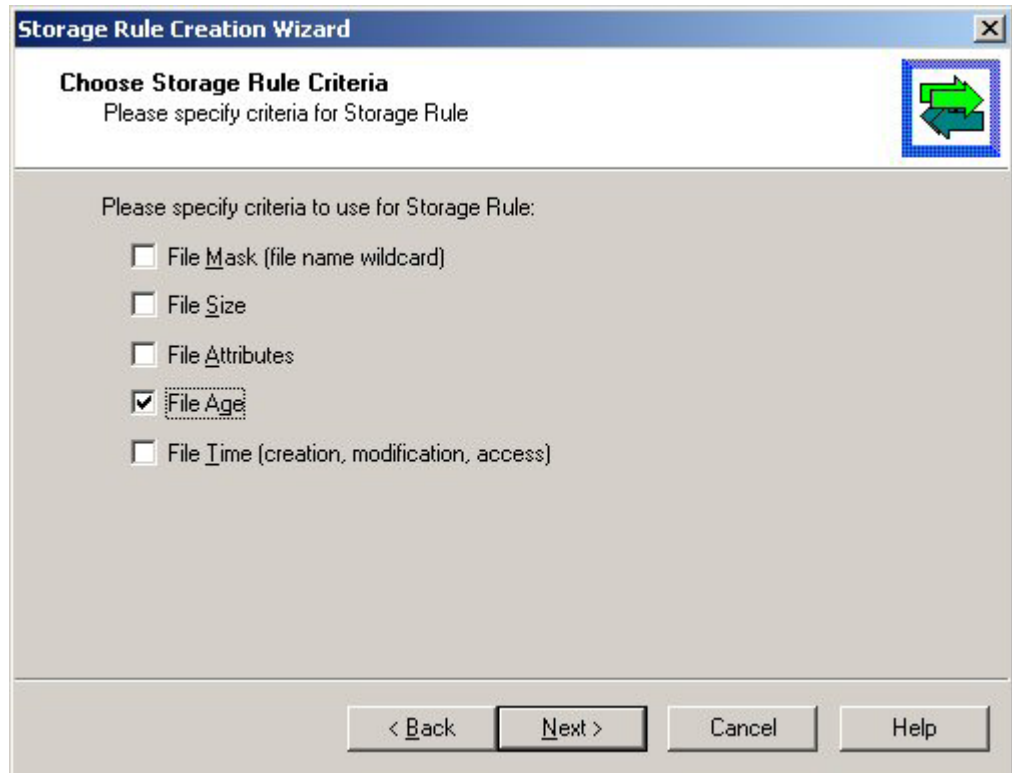 Storage Rule Creation Wizard
Choose Storage Rule Criteria
Please specify criteria for Storage Rule
Please specify criteria to use for Storage Rule:
File Mask (file name wildcard)
File Size
File Attributes
File Age
File Time (creation, modification, access)
< Back Next > Cancel Help